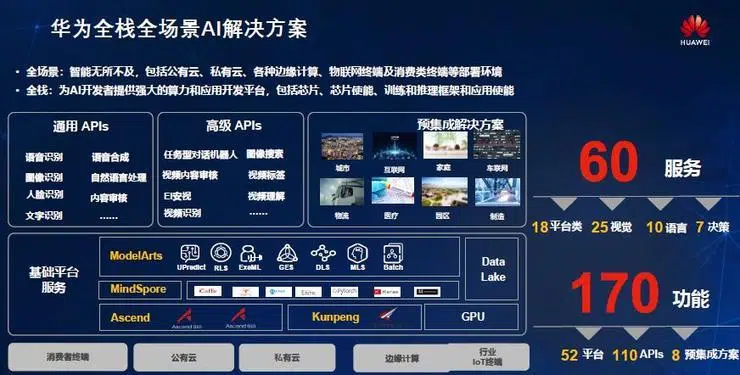 华为全栈全场景AI解决方案
HUAWEI
• 全场景：智能无所不及，包括公有云、私有云、各种边缘计算、物联网终端及消费类终端等部署环境
• 全栈：为AI开发者提供强大的算力和应用开发平台，包括芯片、芯片使能、训练和推理框架和应用使能
通用 APIs
语音识别 语音合成
图像识别 自然语言处理
人脸识别 内容审核
文字识别 ……
高级 APIs
任务型对话机器人 图像搜索
视频内容审核 视频标签
EI安视 视频理解
视频识别 ……
预集成解决方案
城市 互联网 家庭 车联网
物流 医疗 园区 制造
60 服务
18 平台类 25 视觉 10 语言 7 决策
基础平台
服务
ModelArts
UPredict RLS ExeML GES DLS MLS Batch
MindSpore
Caffe
PYTORCH
Keras
Data
Lake
Ascend
Kunpeng
GPU
170 功能
52 平台 110 APIs 8 预集成方案
消费者终端
公有云
私有云
边缘计算
行业
IoT终端